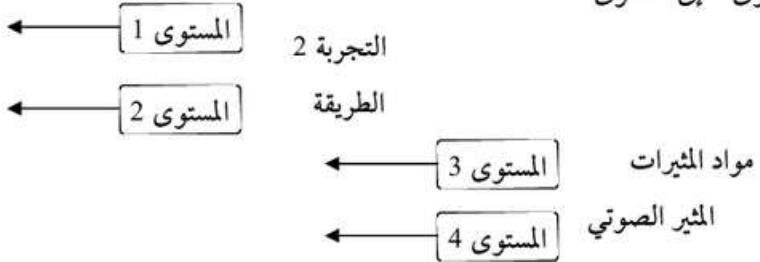 المستوى 1
التجربة 2
الطريقة المستوى 2
مواد المثيرات المستوى 3
المثير الصوتي المستوى 4